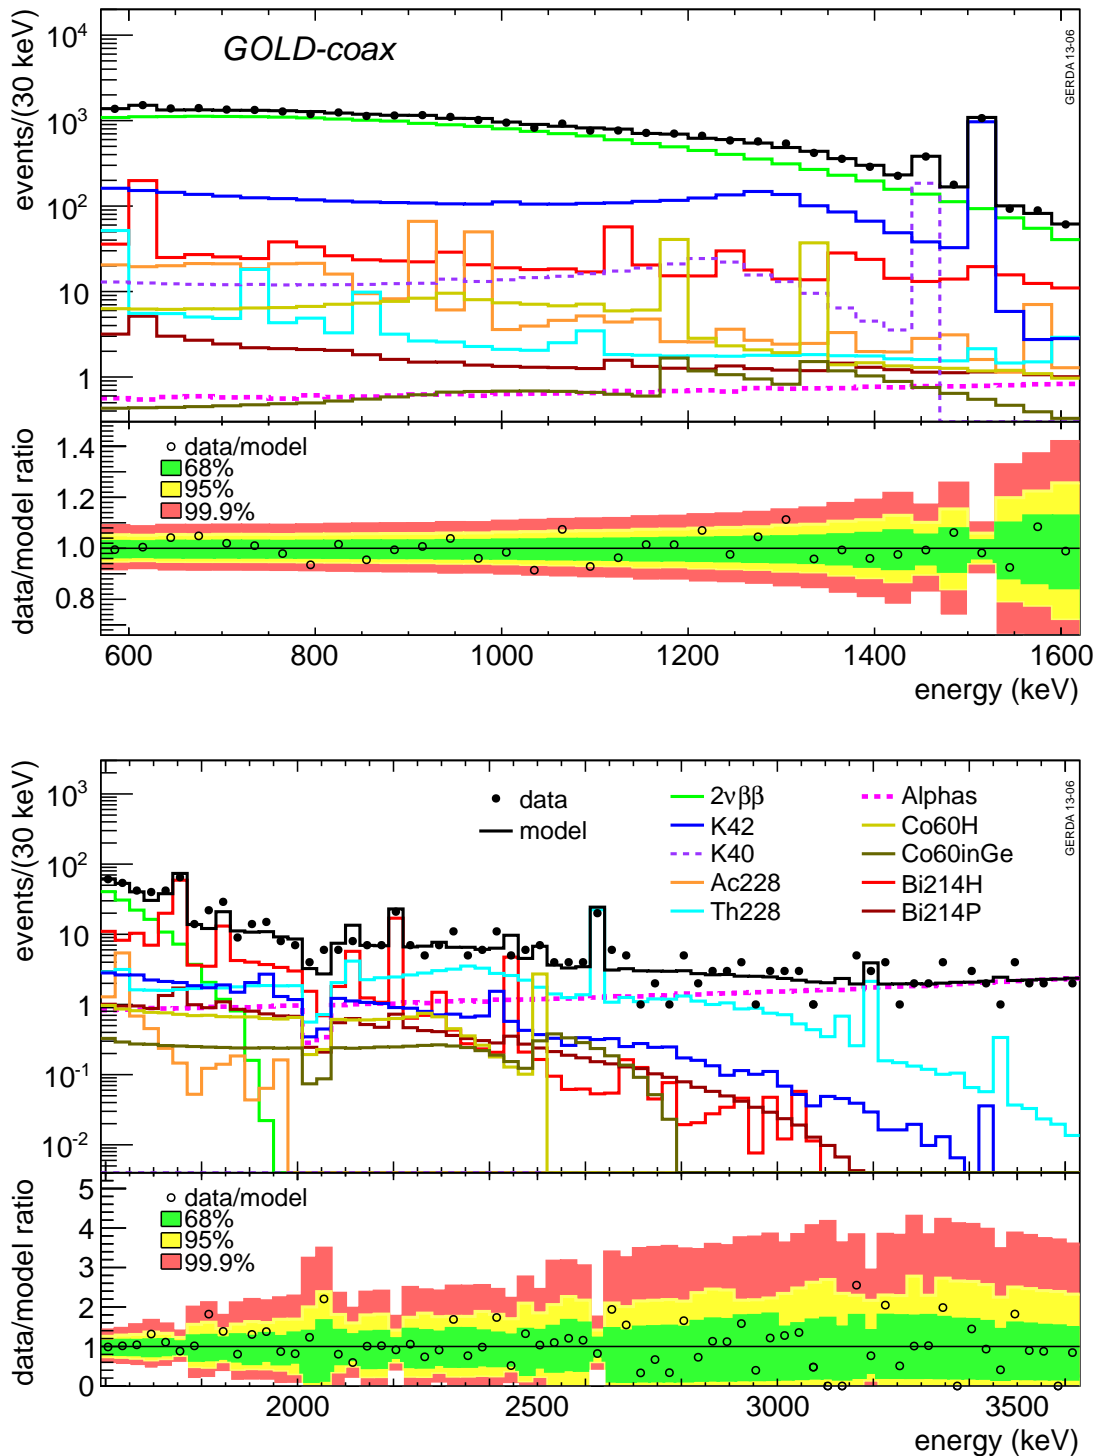 GOLD-coax
GERDA 13-06
events/(30 keV)
10^4
10^3
10^2
10
1
data/model ratio
1.4
1.2
1.0
0.8
data/model
68%
95%
99.9%
600 800 1000 1200 1400 1600
energy (keV)
GERDA 13-06
events/(30 keV)
10^3
10^2
10
1
10^-1
10^-2
data
model
2νββ
K42
K40
Ac228
Th228
Alphas
Co60H
Co60inGe
Bi214H
Bi214P
data/model ratio
5
4
3
2
1
0
data/model
68%
95%
99.9%
2000 2500 3000 3500
energy (keV)